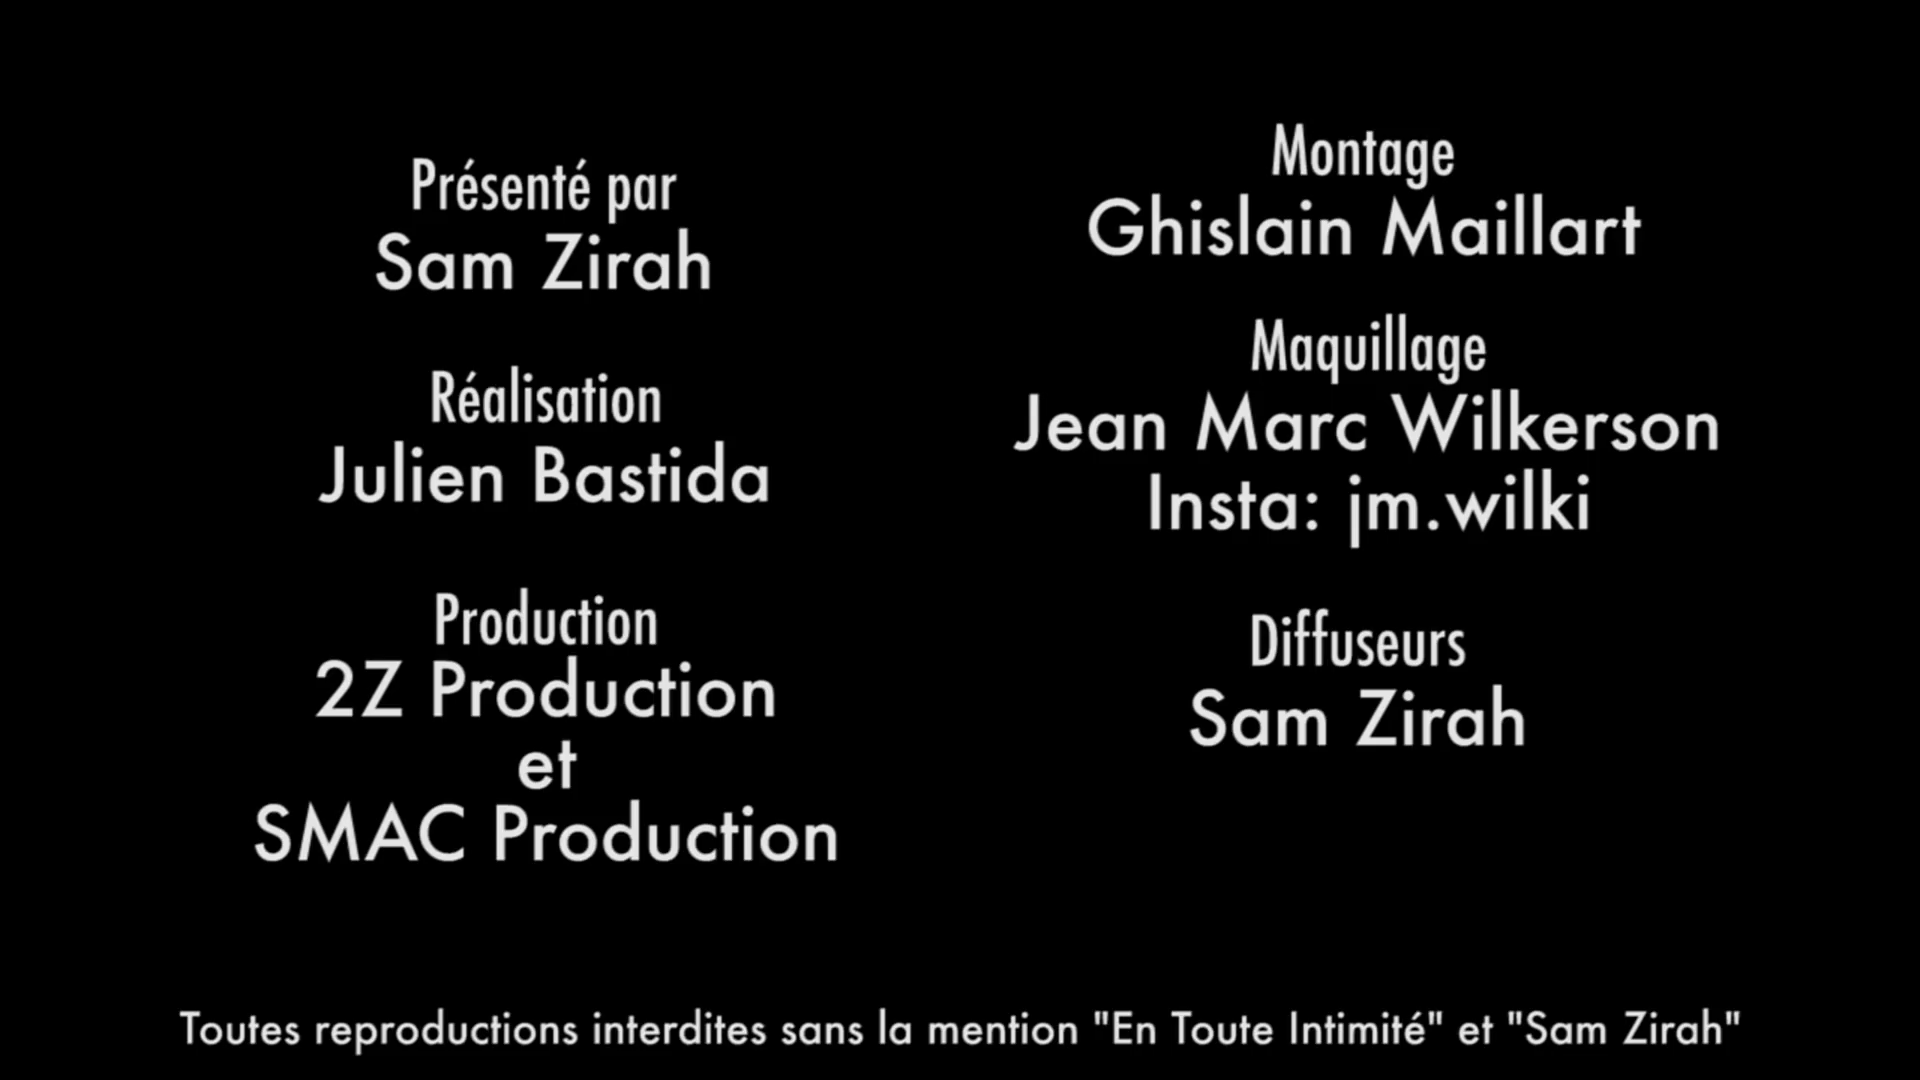 Présenté par
Sam Zirah
Réalisation
Julien Bastida
Production
2Z Production
et
SMAC Production
Montage
Ghislain Maillart
Maquillage
Jean Marc Wilkerson
Insta: jm.wilki
Diffuseurs
Sam Zirah
Toutes reproductions interdites sans la mention "En Toute Intimité" et "Sam Zirah"